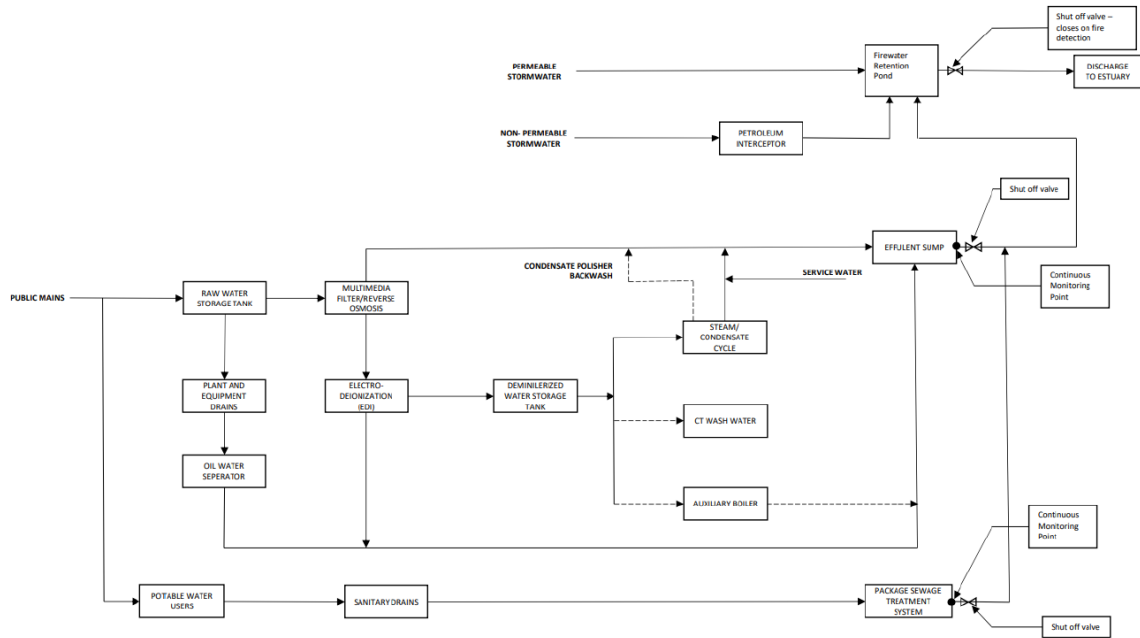 Shut off valve –
closes on fire
detection
Firewater
Retention
Pond
PERMEABLE
STORMWATER
DISCHARGE
TO ESTUARY
NON- PERMEABLE
STORMWATER
PETROLEUM
INTERCEPTOR
Shut off valve
EFFULENT SUMP
CONDENSATE POLISHER
BACKWASH
SERVICE WATER
Continuous
Monitoring
Point
PUBLIC MAINS
RAW WATER
STORAGE TANK
MULTIMEDIA
FILTER/REVERSE
OSMOSIS
STEAM/
CONDENSATE
CYCLE
PLANT AND
EQUIPMENT
DRAINS
ELECTRO-
DEIONIZATION
(EDI)
DEMINILERIZED
WATER STORAGE
TANK
CT WASH WATER
OIL WATER
SEPERATOR
AUXILIARY BOILER
Continuous
Monitoring
Point
POTABLE WATER
USERS
SANITARY DRAINS
PACKAGE SEWAGE
TREATMENT
SYSTEM
Shut off valve